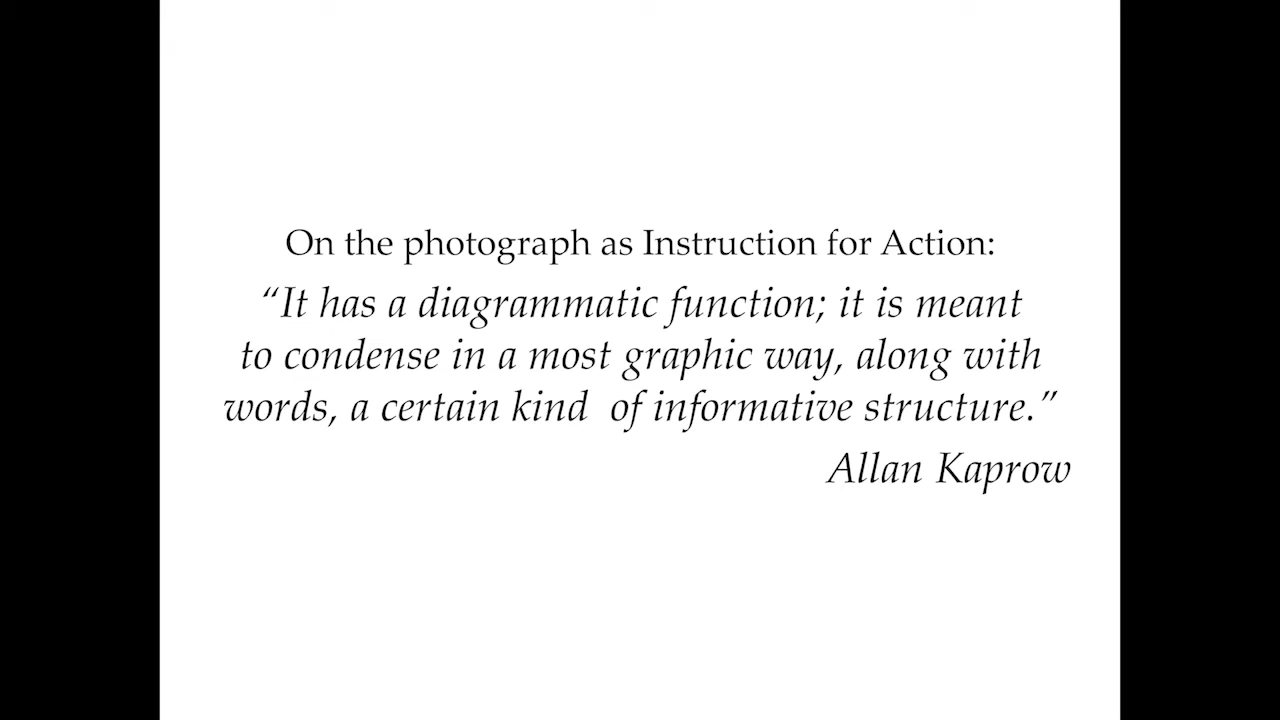 On the photograph as Instruction for Action:
“It has a diagrammatic function; it is meant
to condense in a most graphic way, along with
words, a certain kind  of informative structure.”
Allan Kaprow